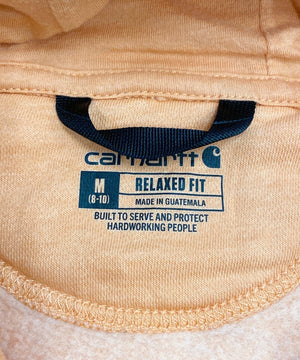 carhartt
M
(8-10)
RELAXED FIT
MADE IN GUATEMALA
BUILT TO SERVE AND PROTECT
HARDWORKING PEOPLE